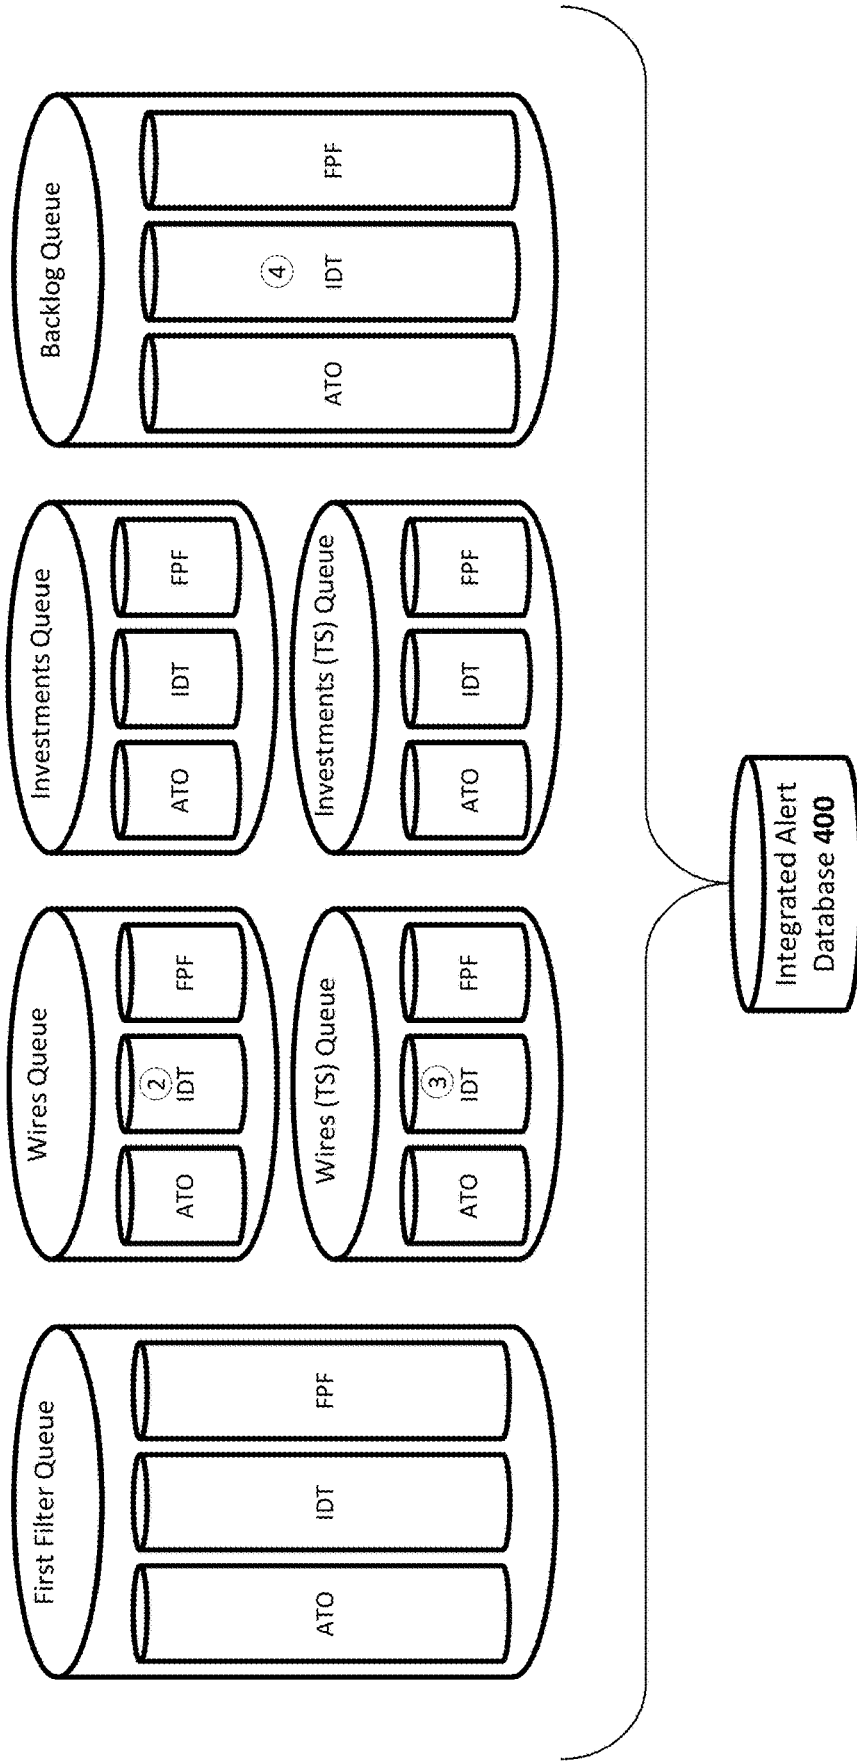 First Filter Queue
ATO
IDT
FPF
Wires Queue
ATO
②
IDT
FPF
Wires (TS) Queue
ATO
③
IDT
FPF
Investments Queue
ATO
IDT
FPF
Investments (TS) Queue
ATO
IDT
FPF
Backlog Queue
ATO
④
IDT
FPF
Integrated Alert
Database 400